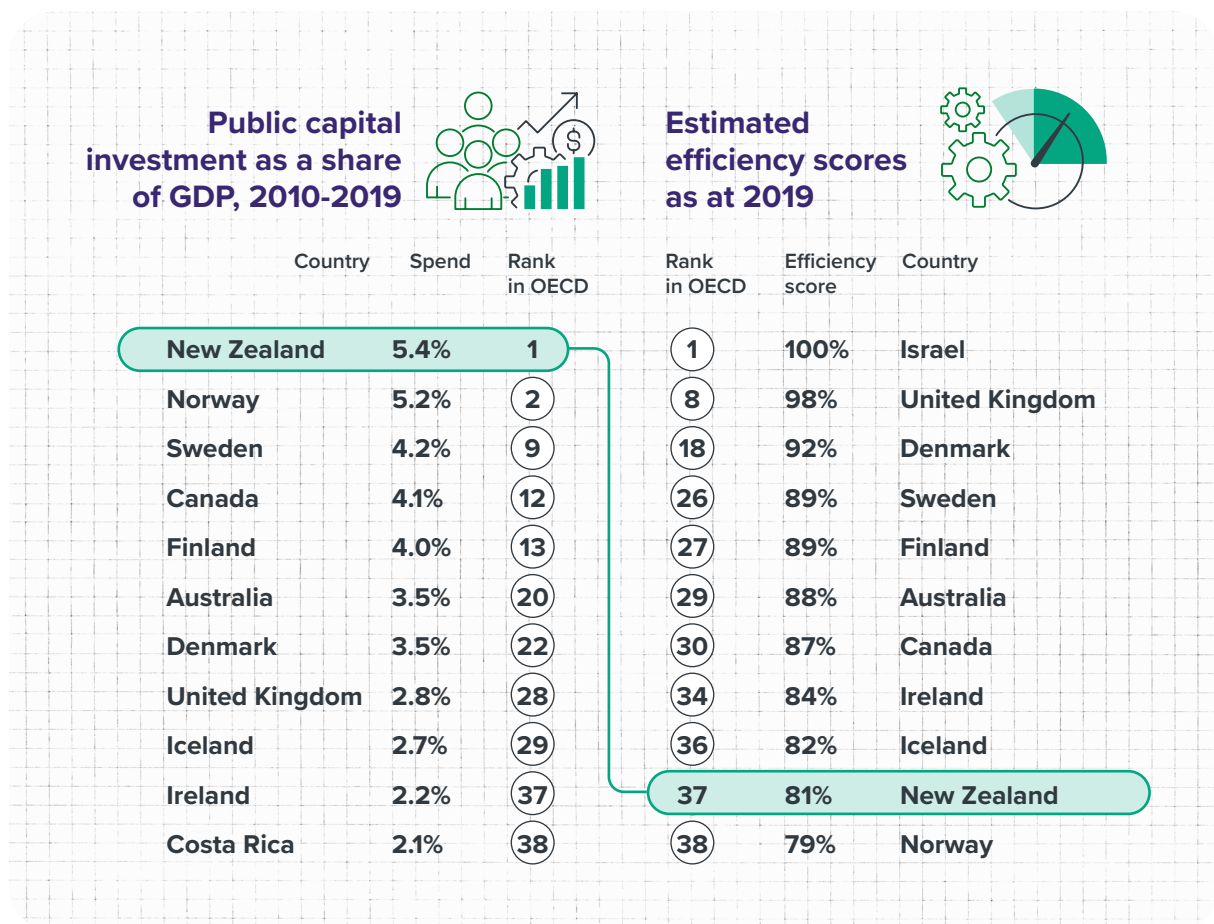 Public capital
investment as a share
of GDP, 2010-2019
$
Estimated
efficiency scores
as at 2019
Country Spend Rank
in OECD
New Zealand 5.4% 1
Norway 5.2% 2
Sweden 4.2% 9
Canada 4.1% 12
Finland 4.0% 13
Australia 3.5% 20
Denmark 3.5% 22
United Kingdom 2.8% 28
Iceland 2.7% 29
Ireland 2.2% 37
Costa Rica 2.1% 38
Rank
in OECD
Efficiency
score
Country
1 100% Israel
8 98% United Kingdom
18 92% Denmark
26 89% Sweden
27 89% Finland
29 88% Australia
30 87% Canada
34 84% Ireland
36 82% Iceland
37 81% New Zealand
38 79% Norway